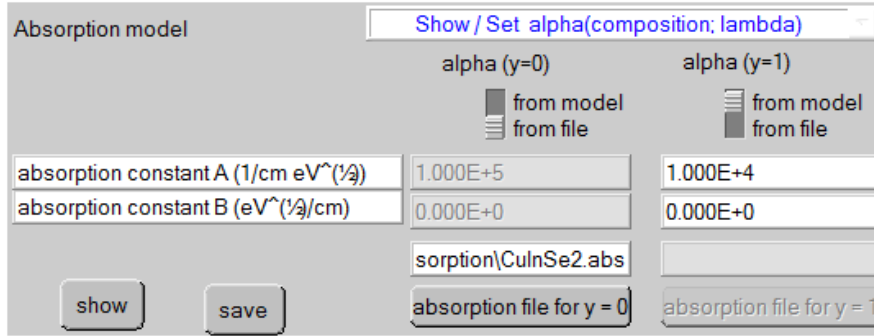 Absorption model
Show / Set alpha(composition; lambda)
alpha (y=0)
alpha (y=1)
from model
from file
from model
from file
absorption constant A (1/cm eV^(½))
1.000E+5
1.000E+4
absorption constant B (eV^(½)/cm)
0.000E+0
0.000E+0
sorption\CuInSe2.abs
show
save
absorption file for y = 0
absorption file for y = 1